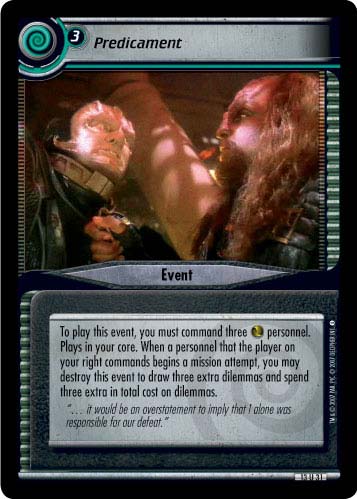 3
Predicament
Event
To play this event, you must command three personnel.
Plays in your core. When a personnel that the player on
your right commands begins a mission attempt, you may
destroy this event to draw three extra dilemmas and spend
three extra in total cost on dilemmas.
"... it would be an overstatement to imply that I alone was
responsible for our defeat."
13 U 31